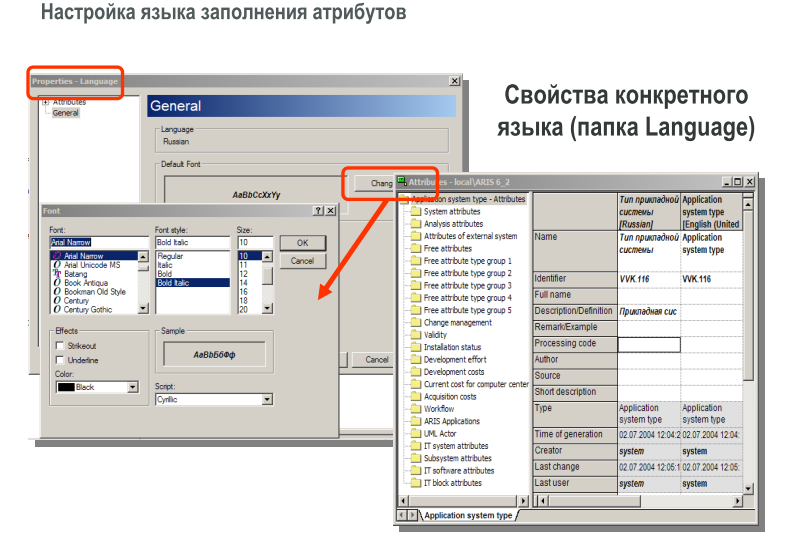 Настройка языка заполнения атрибутов
Свойства конкретного
языка (папка Language)
Properties - Language
Attributes
General
General
Language
Russian
Default Font
AaBbCcXxYy
Chang
Cancel
Font
Font:
Font style:
Size:
Arial Narrow
Bold Italic
10
OK
Cancel
Arial Narrow
Arial Unicode MS
Batang
Book Antiqua
Bookman Old Style
Century
Century Gothic
Regular
Italic
Bold
Bold Italic
10
11
12
14
16
18
20
Effects
Strikeout
Underline
Color:
Black
Sample
AaBbБбФф
Script:
Cyrillic
Attributes - local\ARIS 6_2
Application system type - Attributes
System attributes
Analysis attributes
Attributes of external system
Free attributes
Free attribute type group 1
Free attribute type group 2
Free attribute type group 3
Free attribute type group 4
Free attribute type group 5
Change management
Validity
Installation status
Development effort
Development costs
Current cost for computer center
Acquisition costs
Workflow
ARIS Applications
UML Actor
IT system attributes
Subsystem attributes
IT software attributes
IT block attributes
Тип прикладной системы [Russian] Application system type [English (United
Name Тип прикладной системы Application system type
Identifier VVK.116 VVK.116
Full name
Description/Definition Прикладная сис
Remark/Example
Processing code
Author
Source
Short description
Type Application system type Application system type
Time of generation 02.07.2004 12:04:2 02.07.2004 12:04:
Creator system system
Last change 02.07.2004 12:05:1 02.07.2004 12:05:
Last user system system
Application system type